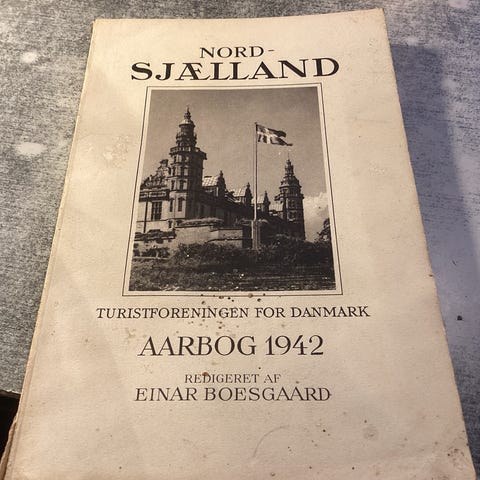 NORD-
SJÆLLAND
TURISTFORENINGEN FOR DANMARK
AARBOG 1942
REDIGERET AF
EINAR BOESGAARD